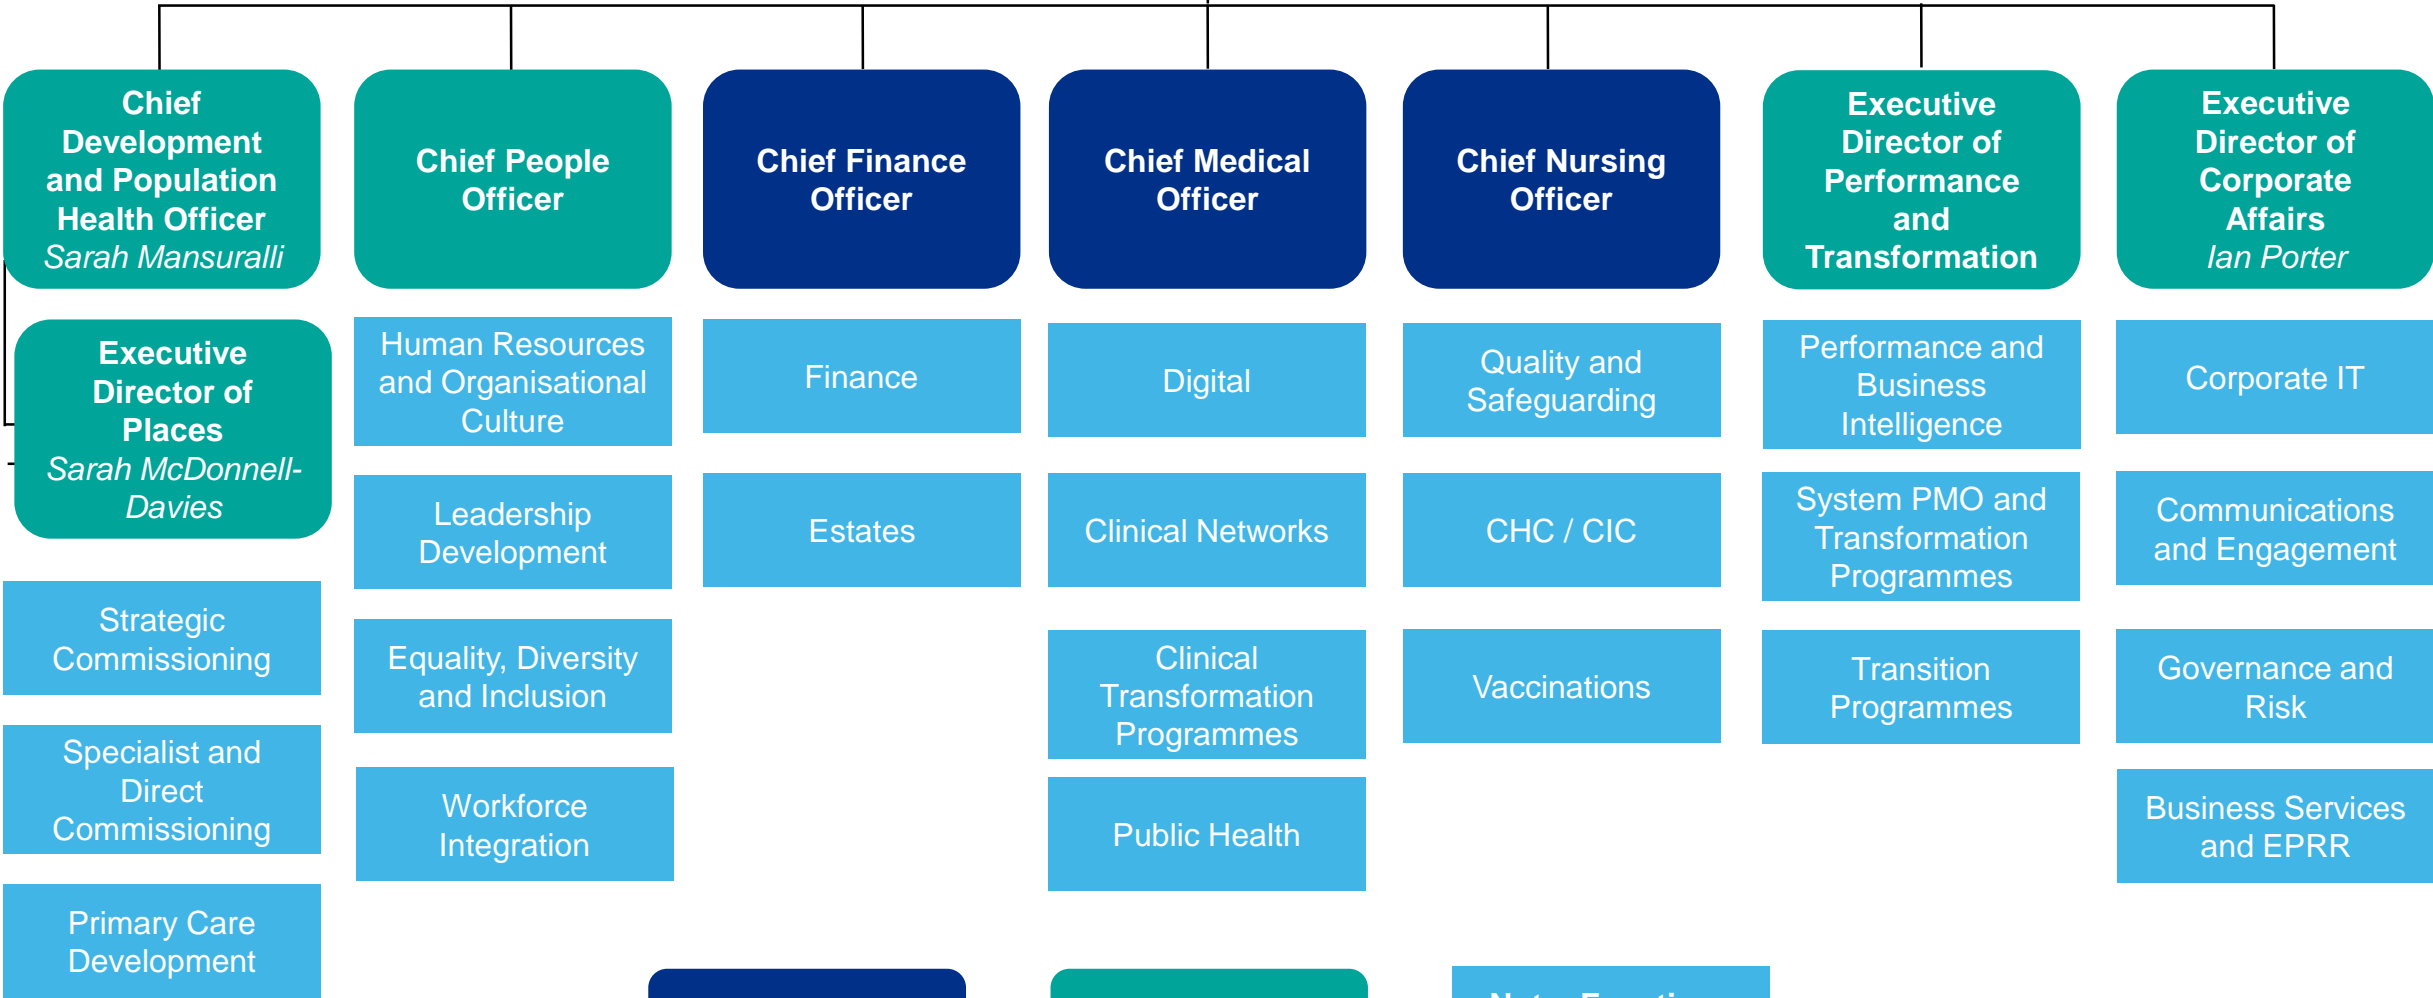 Chief
Development
and Population
Health Officer
Sarah Mansuralli
Executive
Director of
Places
Sarah McDonnell-
Davies
Strategic
Commissioning
Specialist and
Direct
Commissioning
Primary Care
Development
Chief People
Officer
Human Resources
and Organisational
Culture
Leadership
Development
Equality, Diversity
and Inclusion
Workforce
Integration
Chief Finance
Officer
Finance
Estates
Chief Medical
Officer
Digital
Clinical Networks
Clinical
Transformation
Programmes
Public Health
Chief Nursing
Officer
Quality and
Safeguarding
CHC / CIC
Vaccinations
Executive
Director of
Performance
and
Transformation
Performance and
Business
Intelligence
System PMO and
Transformation
Programmes
Transition
Programmes
Executive
Director of
Corporate
Affairs
Ian Porter
Corporate IT
Communications
and Engagement
Governance and
Risk
Business Services
and EPRR